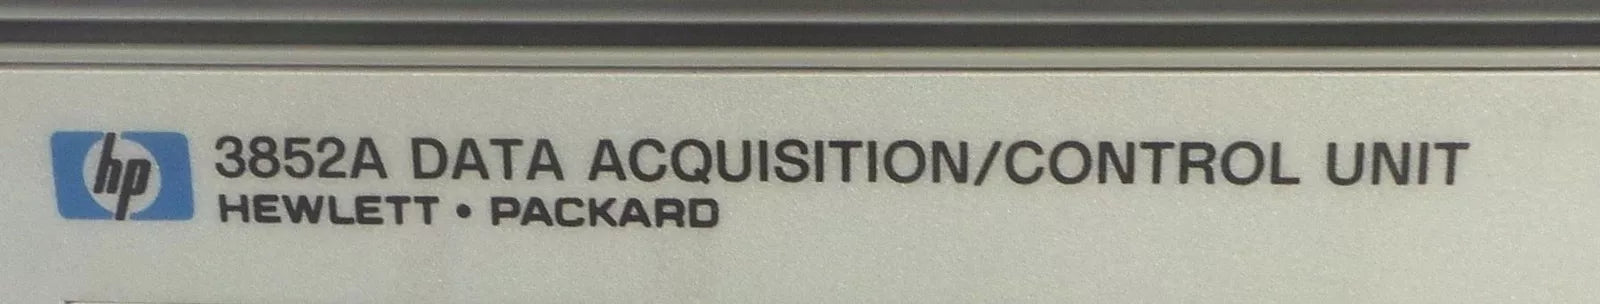 hp 3852A DATA ACQUISITION/CONTROL UNIT
HEWLETT • PACKARD